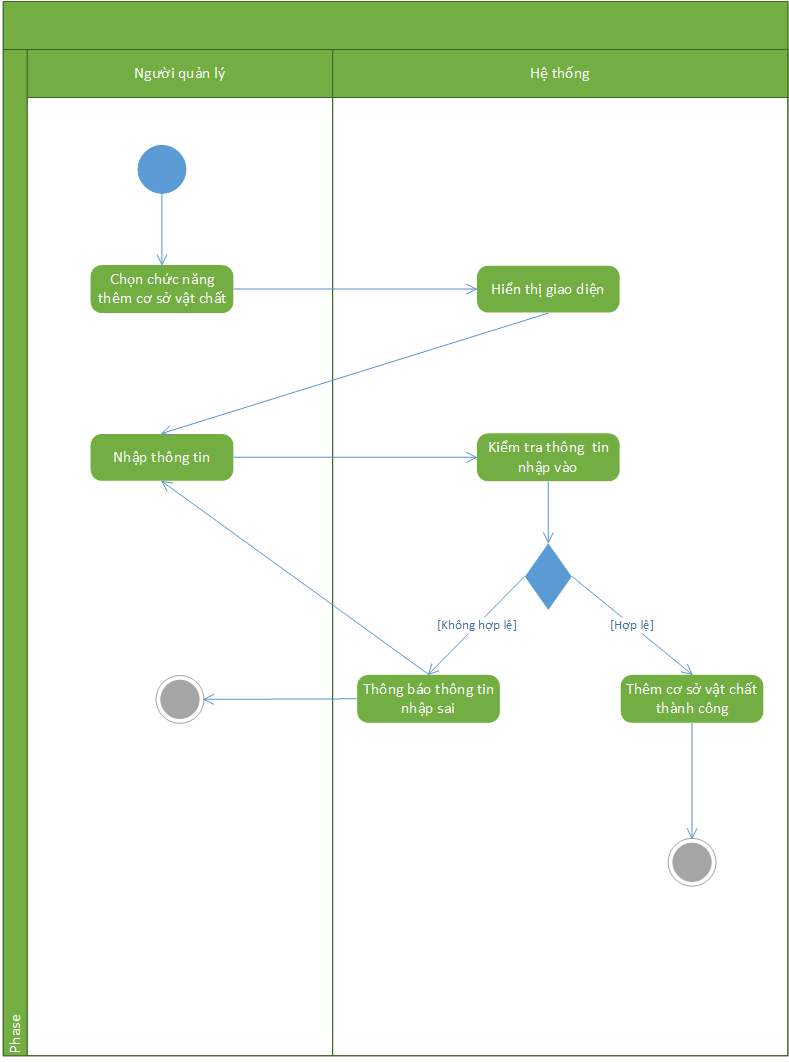 Người quản lý
Hệ thống
Chọn chức năng
thêm cơ sở vật chất
Hiển thị giao diện
Nhập thông tin
Kiểm tra thông tin
nhập vào
[Không hợp lệ]
[Hợp lệ]
Thông báo thông tin
nhập sai
Thêm cơ sở vật chất
thành công
Phase